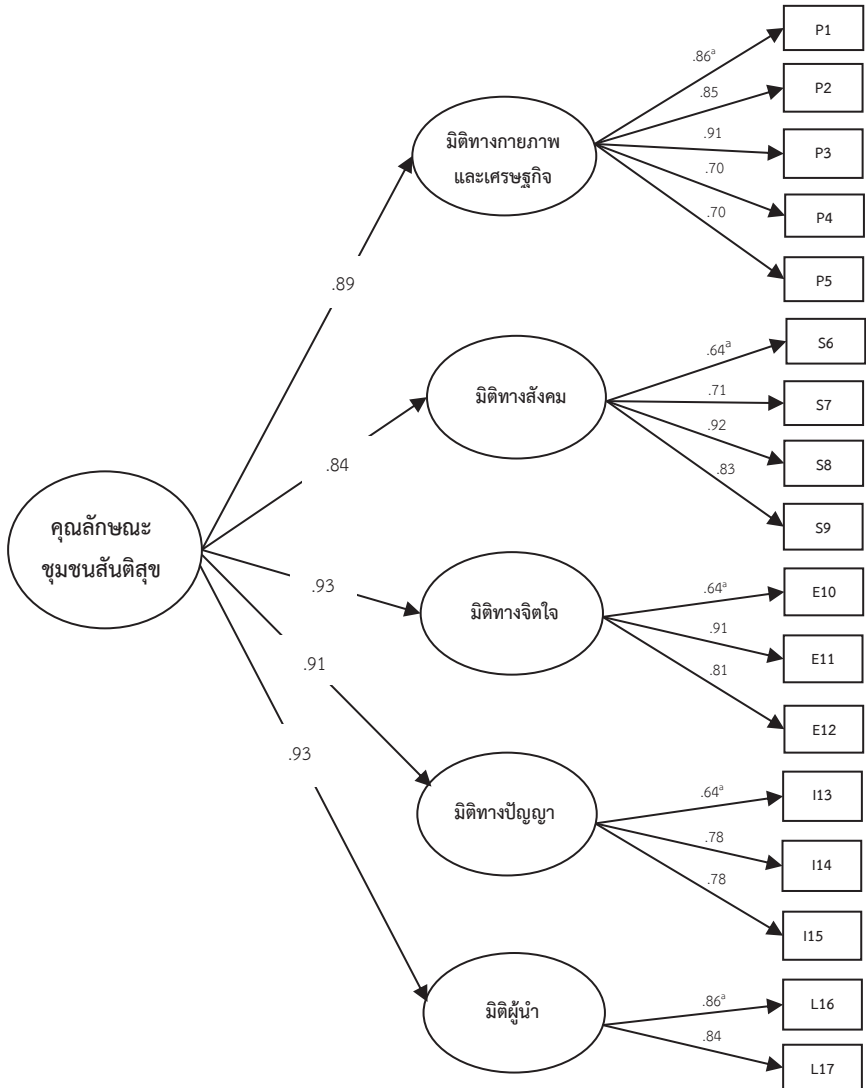 P1
.86ᵃ
P2
.85
มิติทางกายภาพ
และเศรษฐกิจ
.91
P3
.70
P4
.70
P5
.89
.64ᵃ
S6
มิติทางสังคม
.71
S7
.92
S8
.84
.83
S9
คุณลักษณะ
ชุมชนสันติสุข
.93
.64ᵃ
E10
มิติทางจิตใจ
.91
E11
.81
E12
.91
.93
.64ᵃ
I13
มิติทางปัญญา
.78
I14
.78
I15
.86ᵃ
L16
มิติผู้นำ
.84
L17